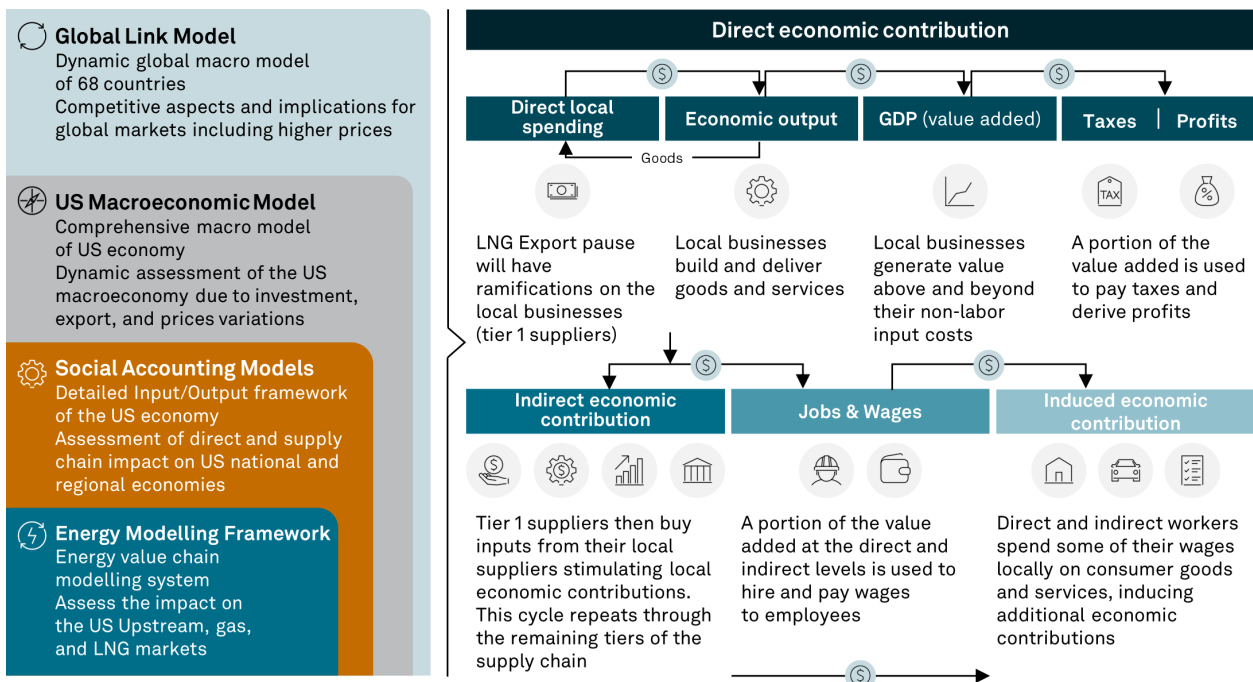 Global Link Model
Dynamic global macro model
of 68 countries
Competitive aspects and implications for
global markets including higher prices
US Macroeconomic Model
Comprehensive macro model
of US economy
Dynamic assessment of the US
macroeconomy due to investment,
export, and prices variations
Social Accounting Models
Detailed Input/Output framework
of the US economy
Assessment of direct and supply
chain impact on US national and
regional economies
Energy Modelling Framework
Energy value chain
modelling system
Assess the impact on
the US Upstream, gas,
and LNG markets
Direct economic contribution
$ $ $
Direct local
spending
Economic output
GDP (value added)
Taxes | Profits
Goods
TAX %
LNG Export pause
will have
ramifications on the
local businesses
(tier 1 suppliers)
Local businesses
build and deliver
goods and services
Local businesses
generate value
above and beyond
their non-labor
input costs
A portion of the
value added is used
to pay taxes and
derive profits
$ $
Indirect economic
contribution
Jobs & Wages
Induced economic
contribution
$ $
Tier 1 suppliers then buy
inputs from their local
suppliers stimulating local
economic contributions.
This cycle repeats through
the remaining tiers of the
supply chain
A portion of the value
added at the direct and
indirect levels is used to
hire and pay wages
to employees
Direct and indirect workers
spend some of their wages
locally on consumer goods
and services, inducing
additional economic
contributions
$